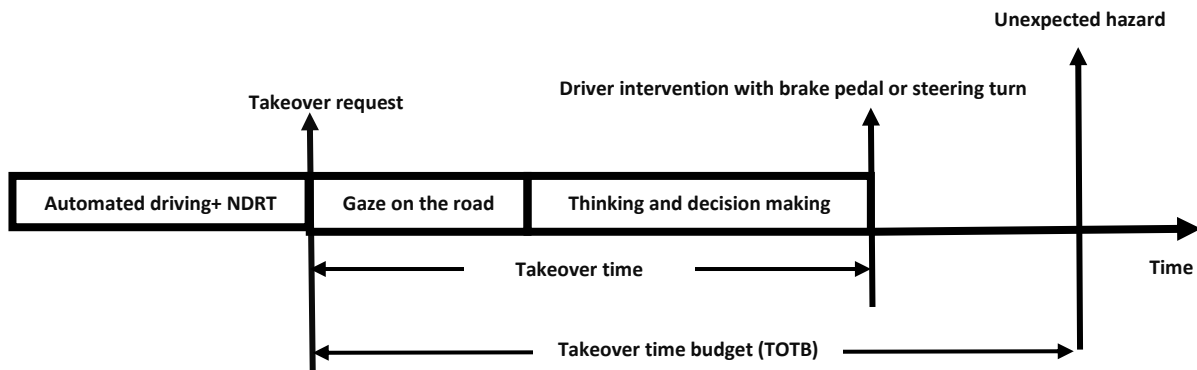 Unexpected hazard
Driver intervention with brake pedal or steering turn
Takeover request
Automated driving+ NDRT
Gaze on the road
Thinking and decision making
Takeover time
Time
Takeover time budget (TOTB)